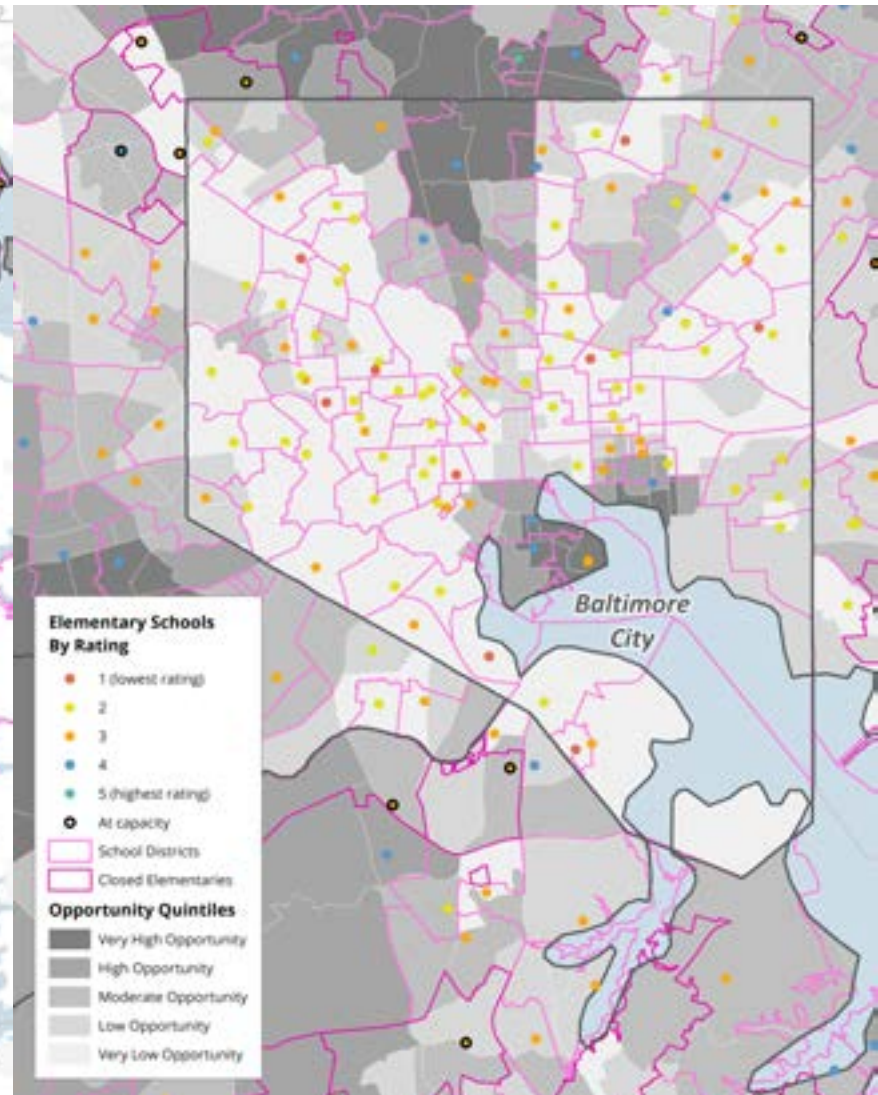 Baltimore
City
Elementary Schools
By Rating
1 (lowest rating)
2
3
4
5 (highest rating)
At capacity
School Districts
Closed Elementaries
Opportunity Quintiles
Very High Opportunity
High Opportunity
Moderate Opportunity
Low Opportunity
Very Low Opportunity